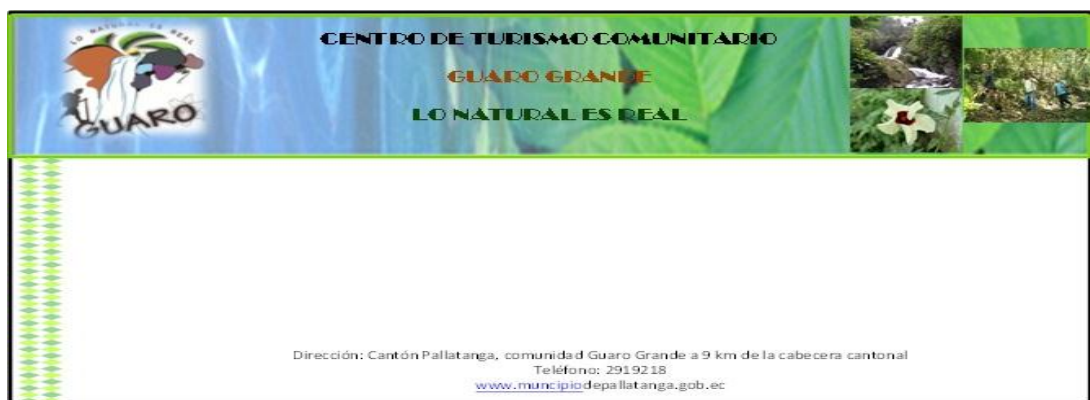 LO NATURAL ES REAL
GUARO
CENTRO DE TURISMO COMUNITARIO
GUARO GRANDE
LO NATURAL ES REAL
Dirección: Cantón Pallatanga, comunidad Guaro Grande a 9 km de la cabecera cantonal
Teléfono: 2919218
www.muncipiodepallatanga.gob.ec